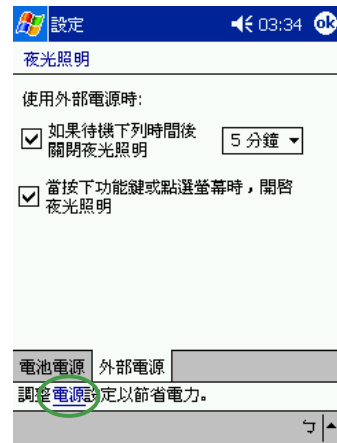 設定 03:34 ok
夜光照明
使用外部電源時:
如果待機下列時間後
關閉夜光照明
5 分鐘
當按下功能鍵或點選螢幕時，開啟
夜光照明
電池電源 外部電源
調整電源設定以節省電力。
ㄅ